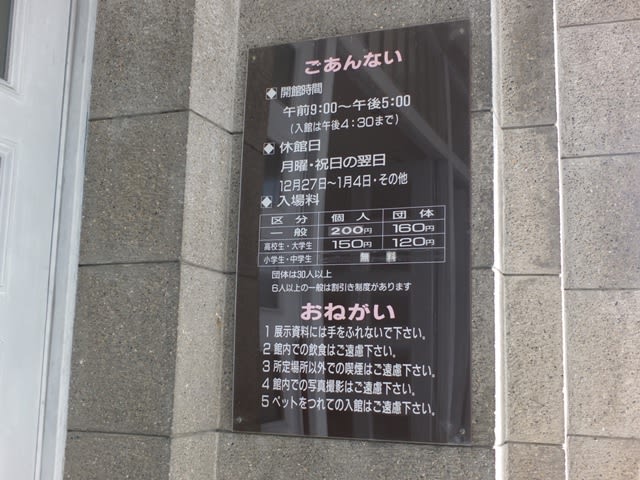 ごあんない
開館時間
午前9:00～午後5:00
(入館は午後4:30まで)
休館日
月曜・祝日の翌日
12月27日～1月4日・その他
入場料
区分 個人 団体
一般 200円 160円
高校生・大学生 150円 120円
小学生・中学生 無料
団体は30人以上
6人以上の一般は割引き制度があります
おねがい
1 展示資料には手をふれないで下さい。
2 館内での飲食はご遠慮下さい。
3 所定場所以外での喫煙はご遠慮下さい。
4 館内での写真撮影はご遠慮下さい。
5 ペットをつれての入館はご遠慮下さい。